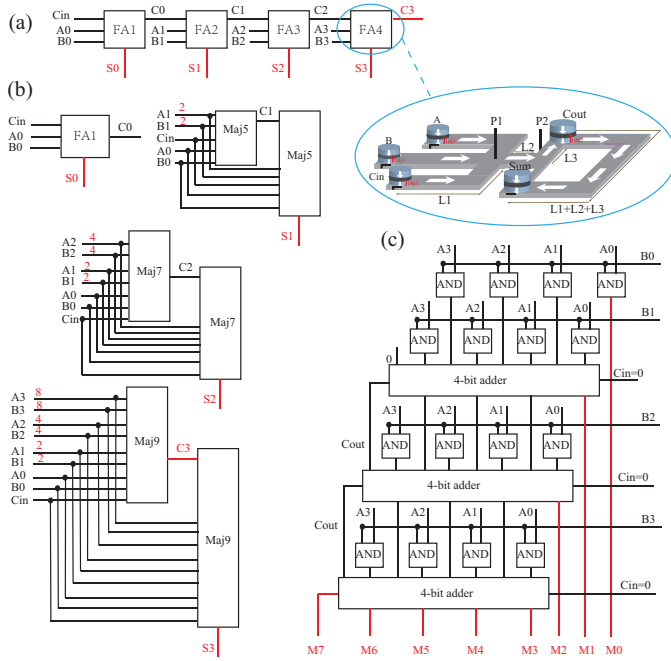 (a)
Cin
A0
B0
FA1
C0
A1
B1
FA2
C1
A2
B2
FA3
C2
A3
B3
FA4
C3
S0
S1
S2
S3
(b)
Cin
A0
B0
FA1
C0
S0
A1 2
B1 2
Cin
A0
B0
Maj5
C1
Maj5
S1
A
B
Cin
P1
P2
Cout
L2
L3
Sum
L1
L1+L2+L3
A2 4
B2 4
A1 2
B1 2
A0
B0
Cin
Maj7
C2
Maj7
S2
A3 8
B3 8
A2 4
B2 4
A1 2
B1 2
A0
B0
Cin
Maj9
C3
Maj9
S3
(c)
A3 A2 A1 A0
B0
AND AND AND AND
A3 A2 A1 A0
B1
AND AND AND AND
0
4-bit adder
Cin=0
A3 A2 A1 A0
B2
Cout
AND AND AND AND
4-bit adder
Cin=0
A3 A2 A1 A0
Cout
B3
AND AND AND AND
4-bit adder
Cin=0
M7 M6 M5 M4 M3 M2 M1 M0